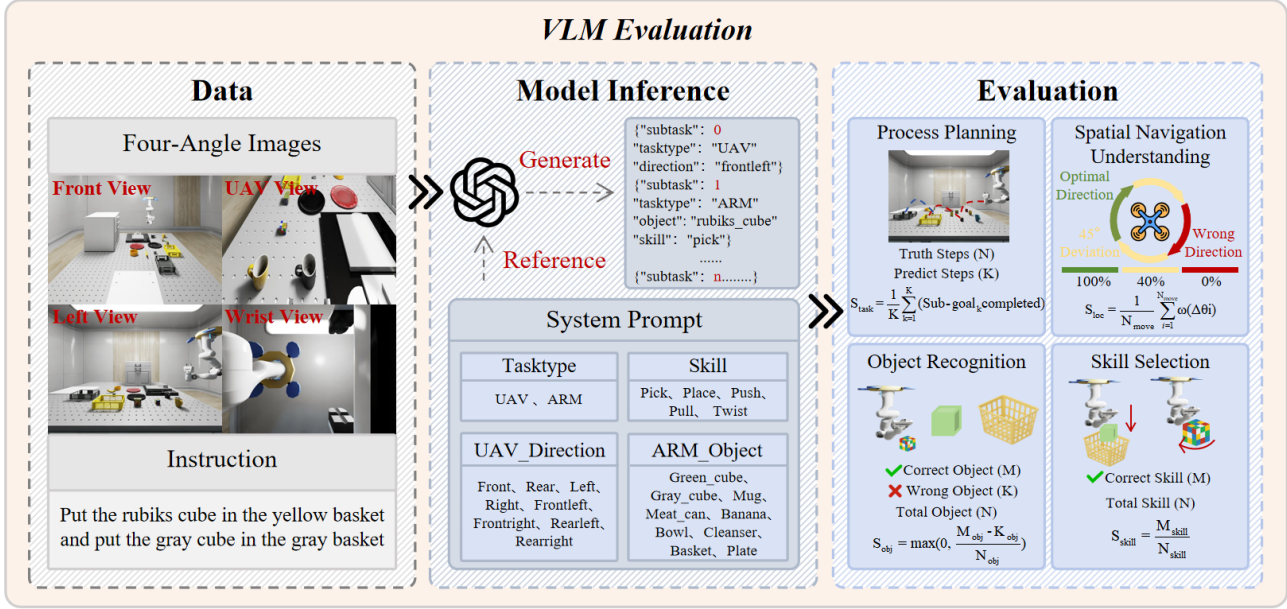 VLM Evaluation
Data
Four-Angle Images
Front View
UAV View
Left View
Wrist View
Instruction
Put the rubiks cube in the yellow basket
and put the gray cube in the gray basket
Model Inference
Generate
Reference
{"subtask": 0
"tasktype": "UAV"
"direction": "frontleft"}
{"subtask": 1
"tasktype": "ARM"
"object": "rubiks_cube"
"skill": "pick"}
......
{"subtask": n........}
System Prompt
Tasktype
UAV 、ARM
Skill
Pick、Place、Push、
Pull、 Twist
UAV_Direction
Front、Rear、Left、
Right、Frontleft、
Frontright、Rearleft、
Rearright
ARM_Object
Green_cube、
Gray_cube、Mug、
Meat_can、Banana、
Bowl、Cleanser、
Basket、Plate
Evaluation
Process Planning
Truth Steps (N)
Predict Steps (K)
S_task = 1/K ∑_{k=1}^{K} (Sub-goal_k completed)
Spatial Navigation
Understanding
Optimal
Direction
45°
Deviation
Wrong
Direction
100% 40% 0%
S_loc = 1/N_move ∑_{i=1}^{N_move} ω(Δθi)
Object Recognition
Correct Object (M)
Wrong Object (K)
Total Object (N)
S_obj = max(0, (M_obj - K_obj)/N_obj)
Skill Selection
Correct Skill (M)
Total Skill (N)
S_skill = M_skill/N_skill